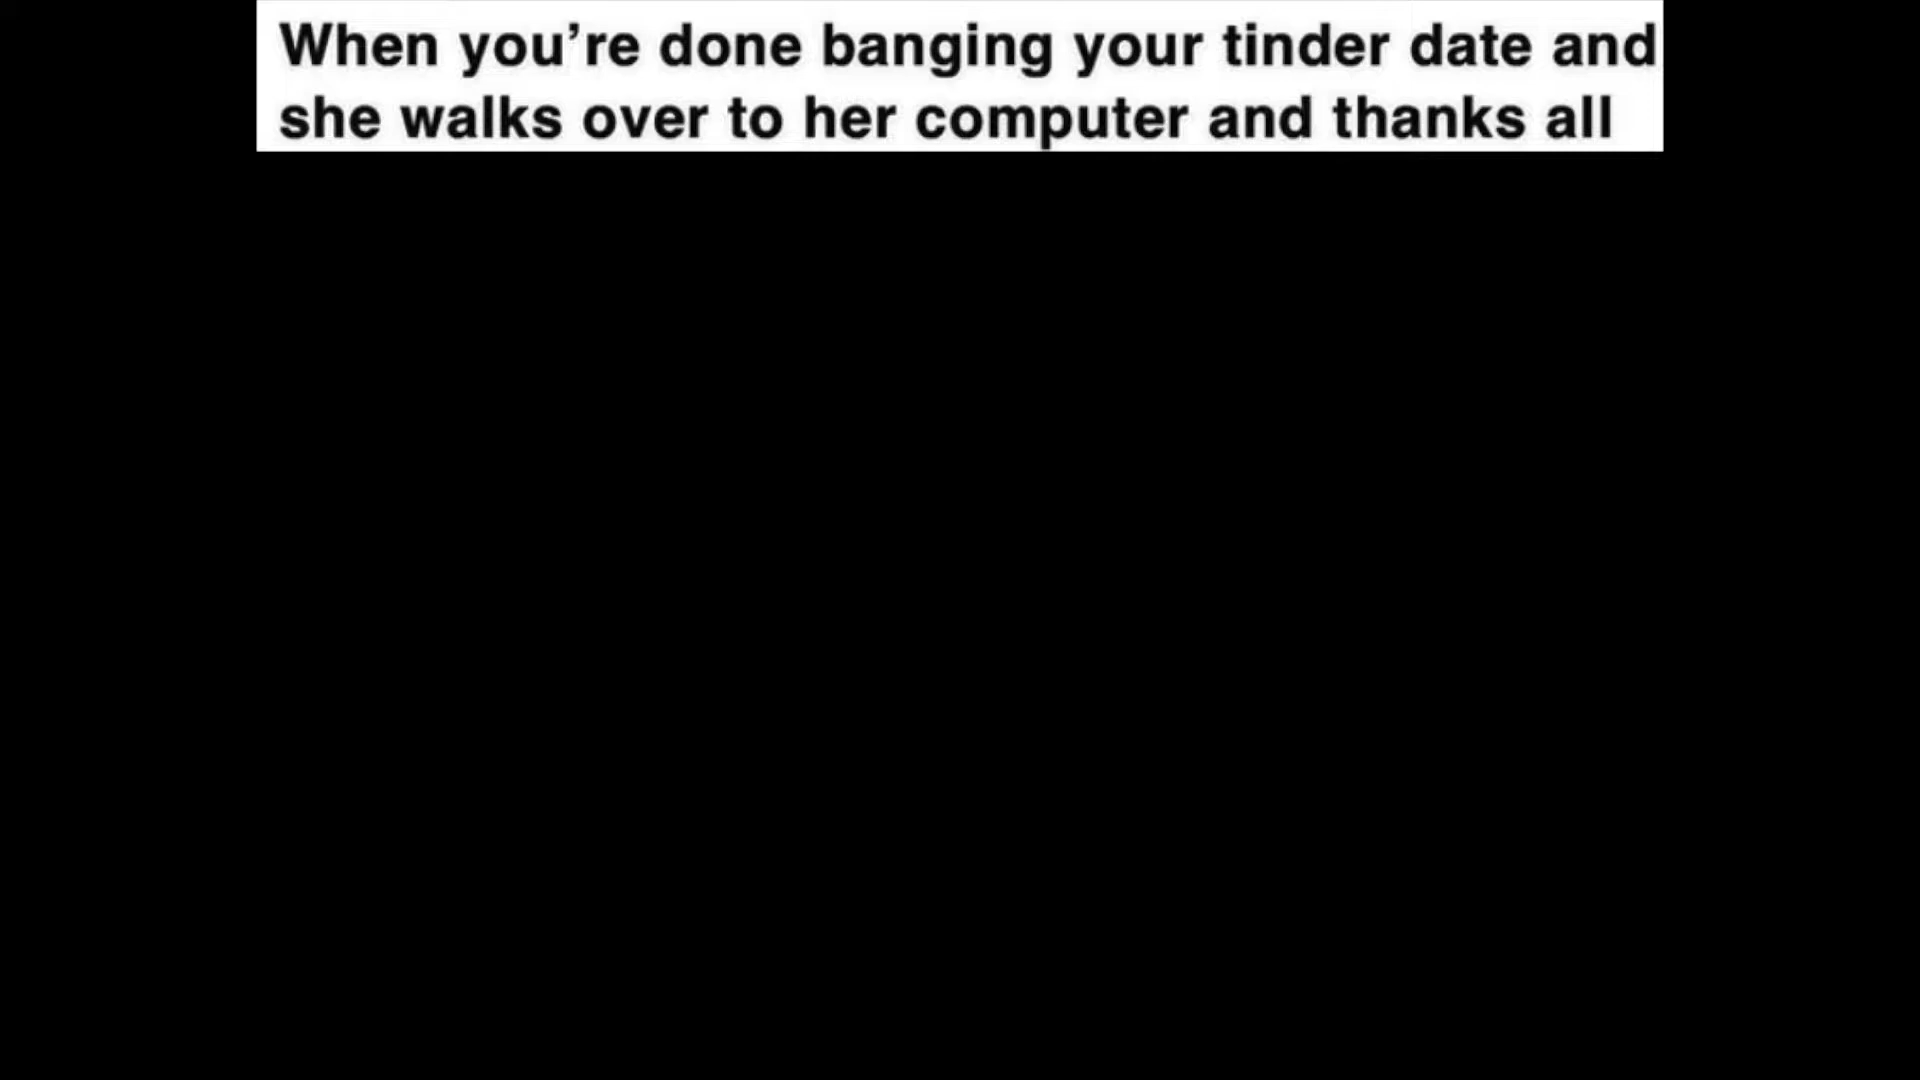 When you’re done banging your tinder date and
she walks over to her computer and thanks all